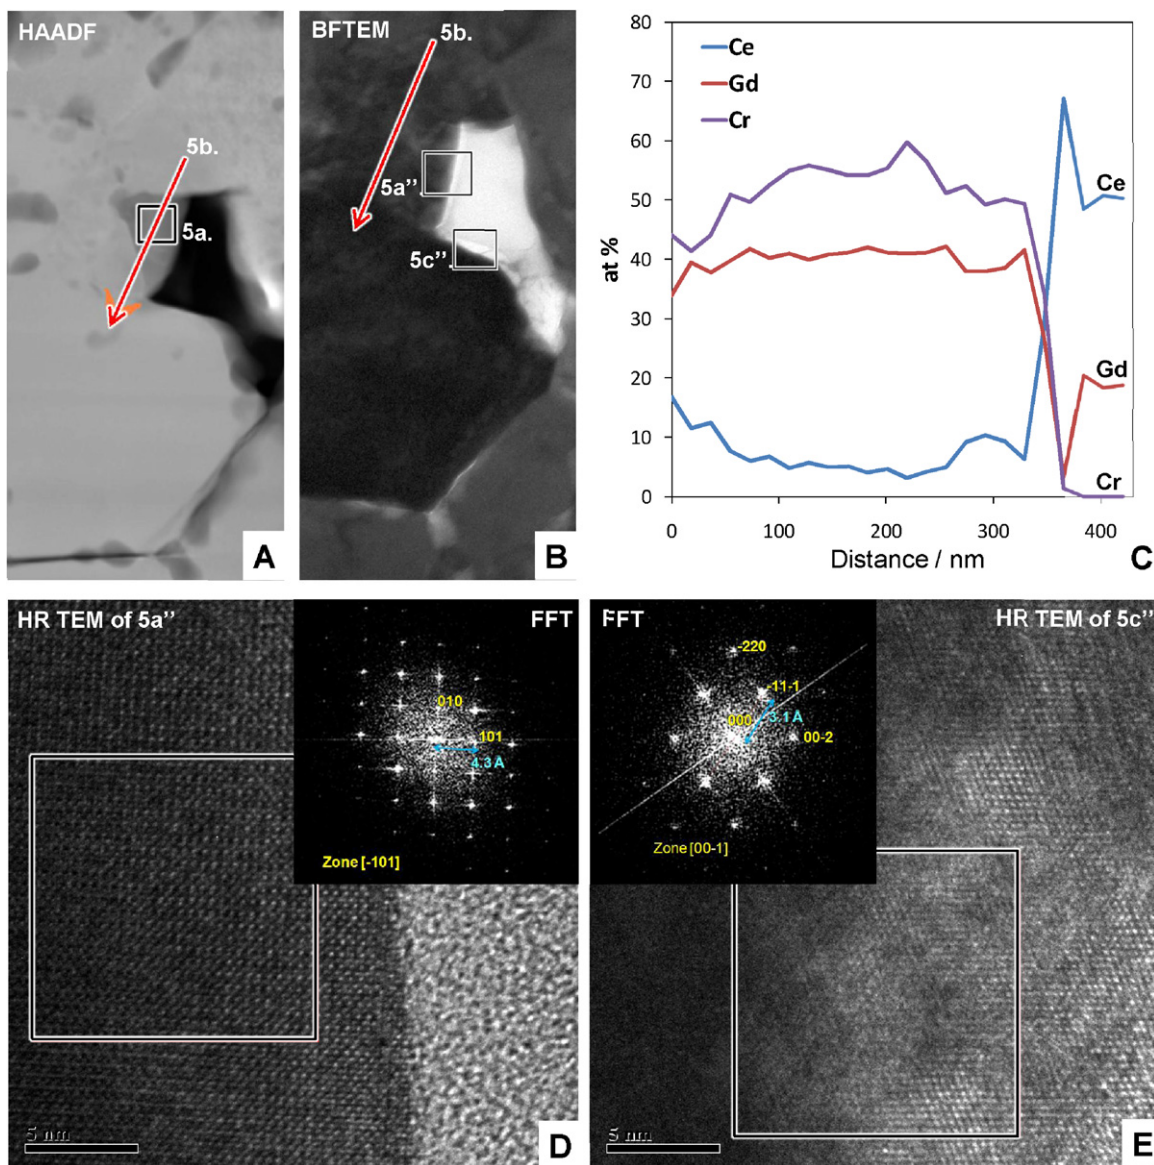 HAADF
5b.
5a.
A
BFTEM
5b.
5a’’.
5c’’.
B
80
70
60
50
40
30
20
10
0
at %
Ce
Gd
Cr
Ce
Gd
Cr
0 100 200 300 400
Distance / nm
C
HR TEM of 5a’’
FFT
010
101
4.3 Å
Zone [-101]
5 nm
D
FFT
HR TEM of 5c’’
-220
-11-1
000
3.1 Å
00-2
Zone [00-1]
5 nm
E